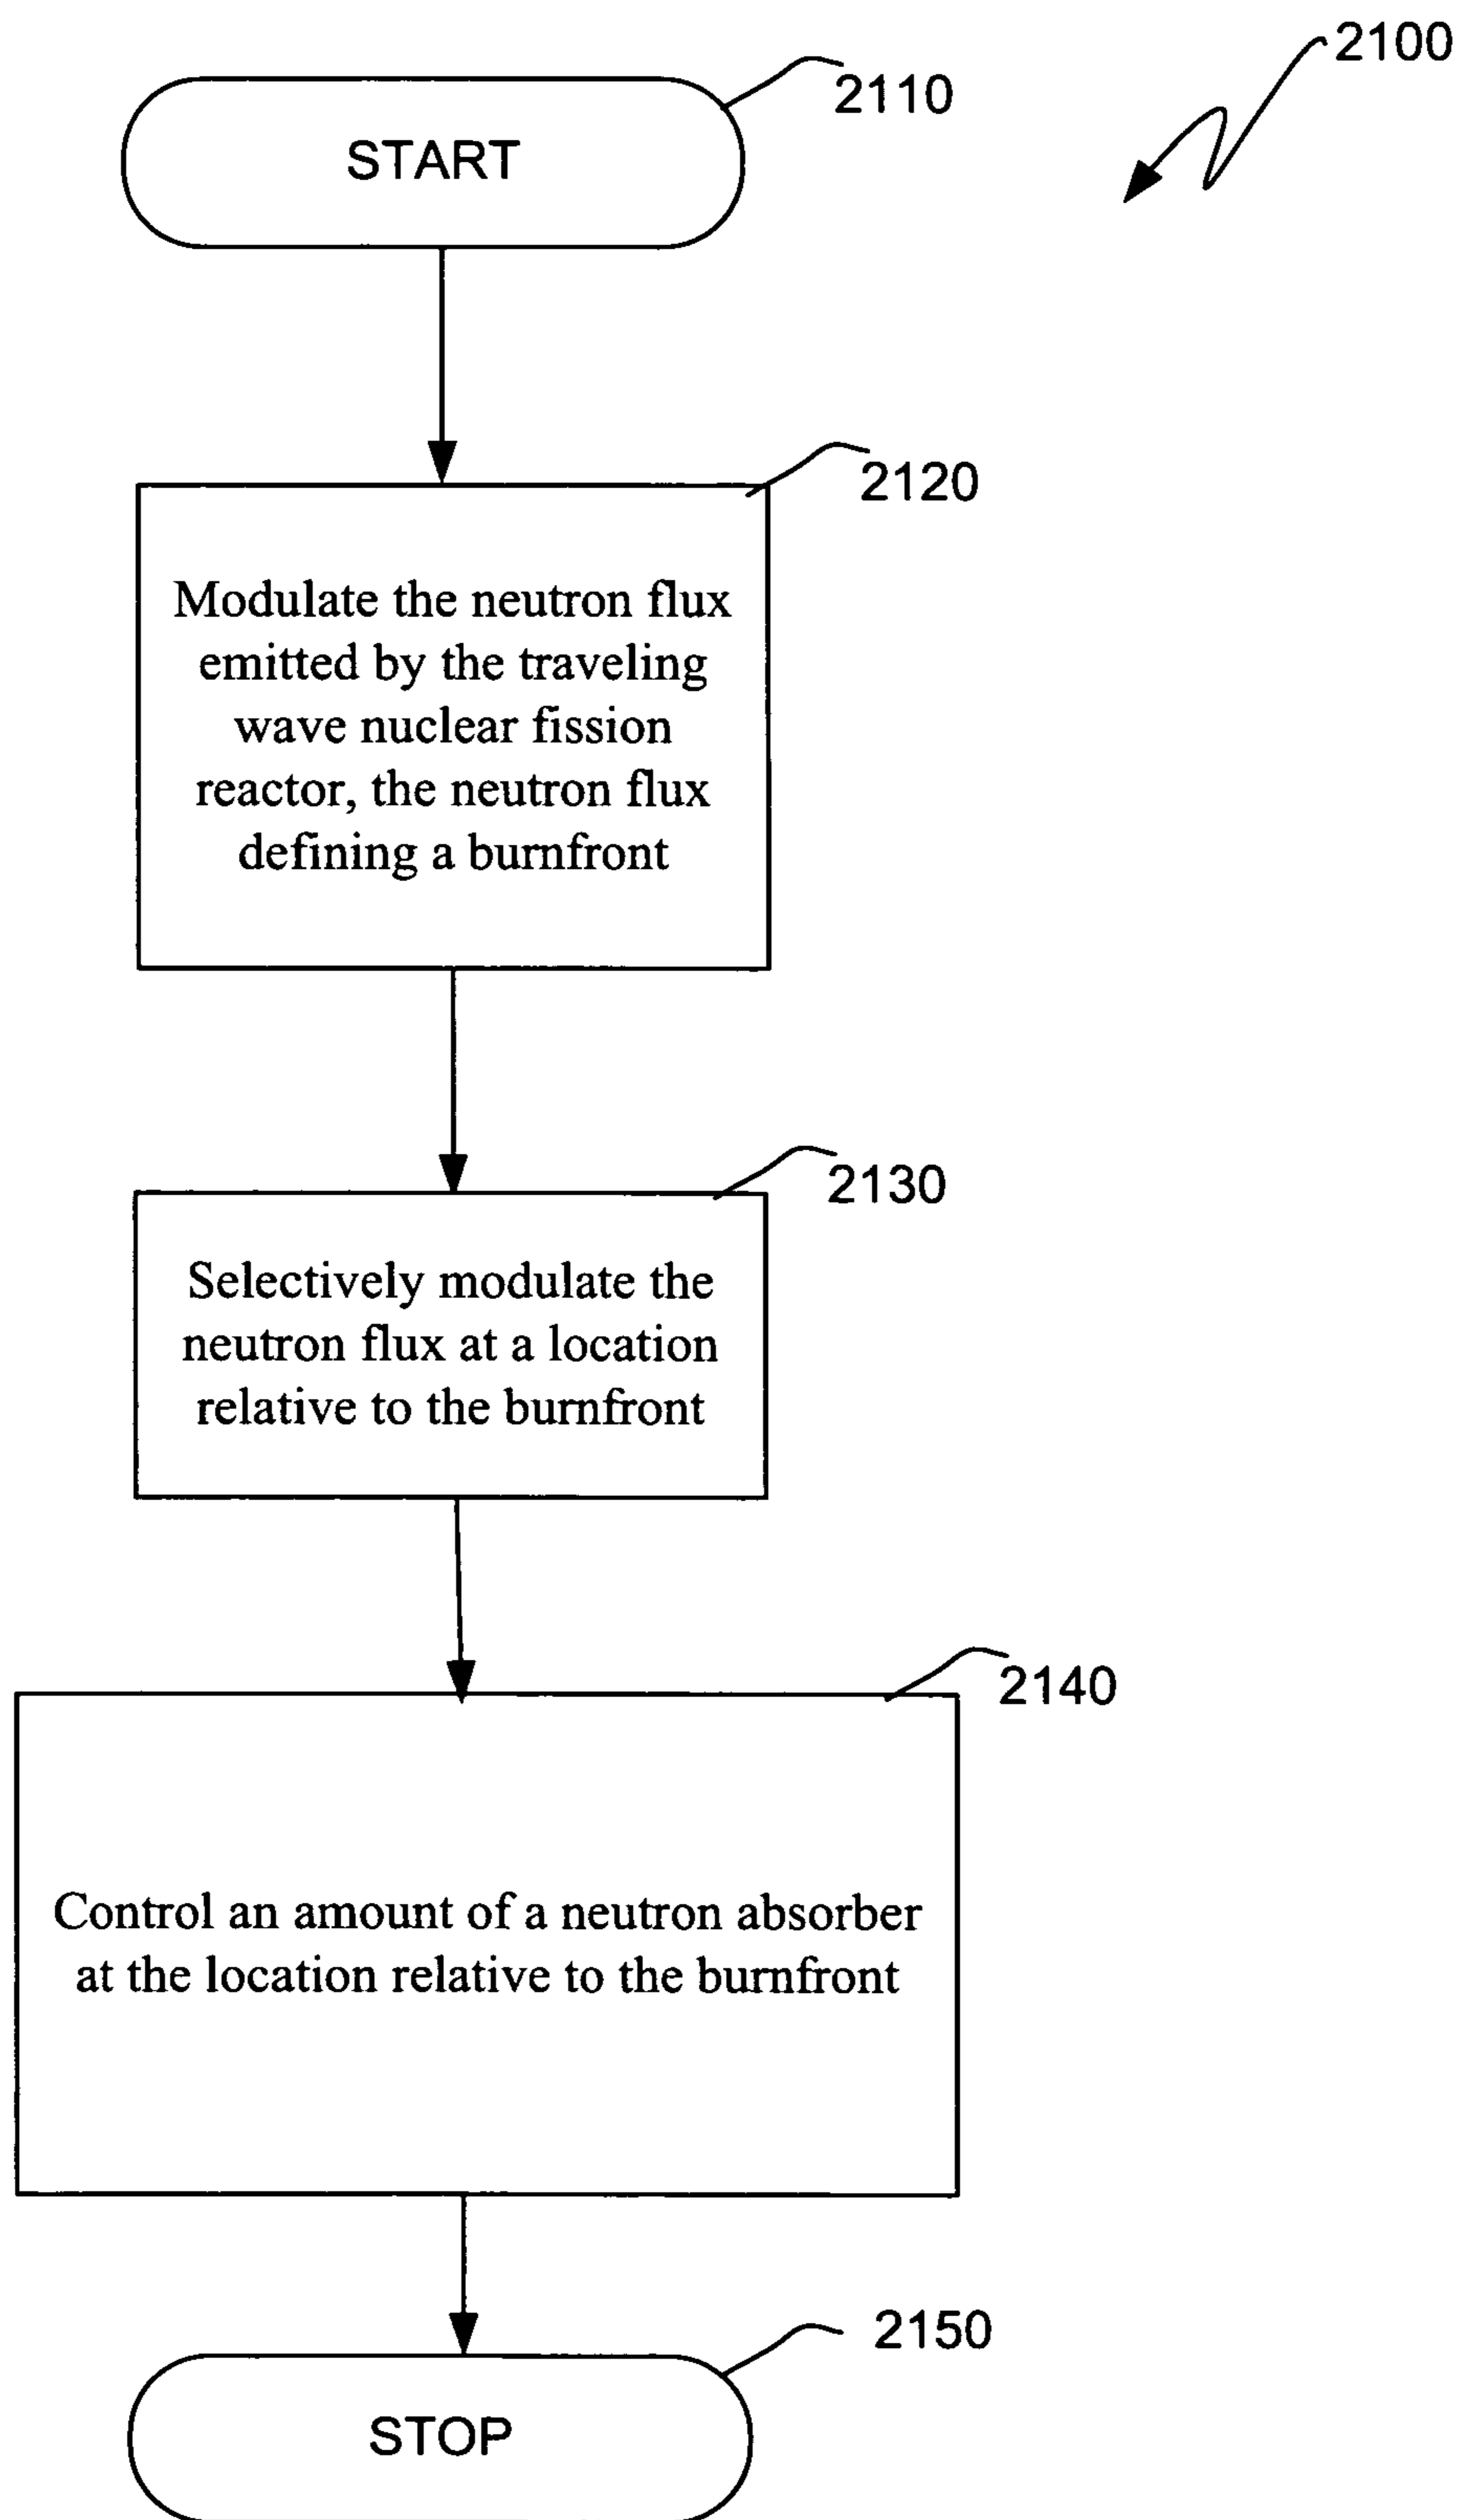 2100
2110
START
2120
Modulate the neutron flux
emitted by the traveling
wave nuclear fission
reactor, the neutron flux
defining a burnfront
2130
Selectively modulate the
neutron flux at a location
relative to the burnfront
2140
Control an amount of a neutron absorber
at the location relative to the burnfront
2150
STOP